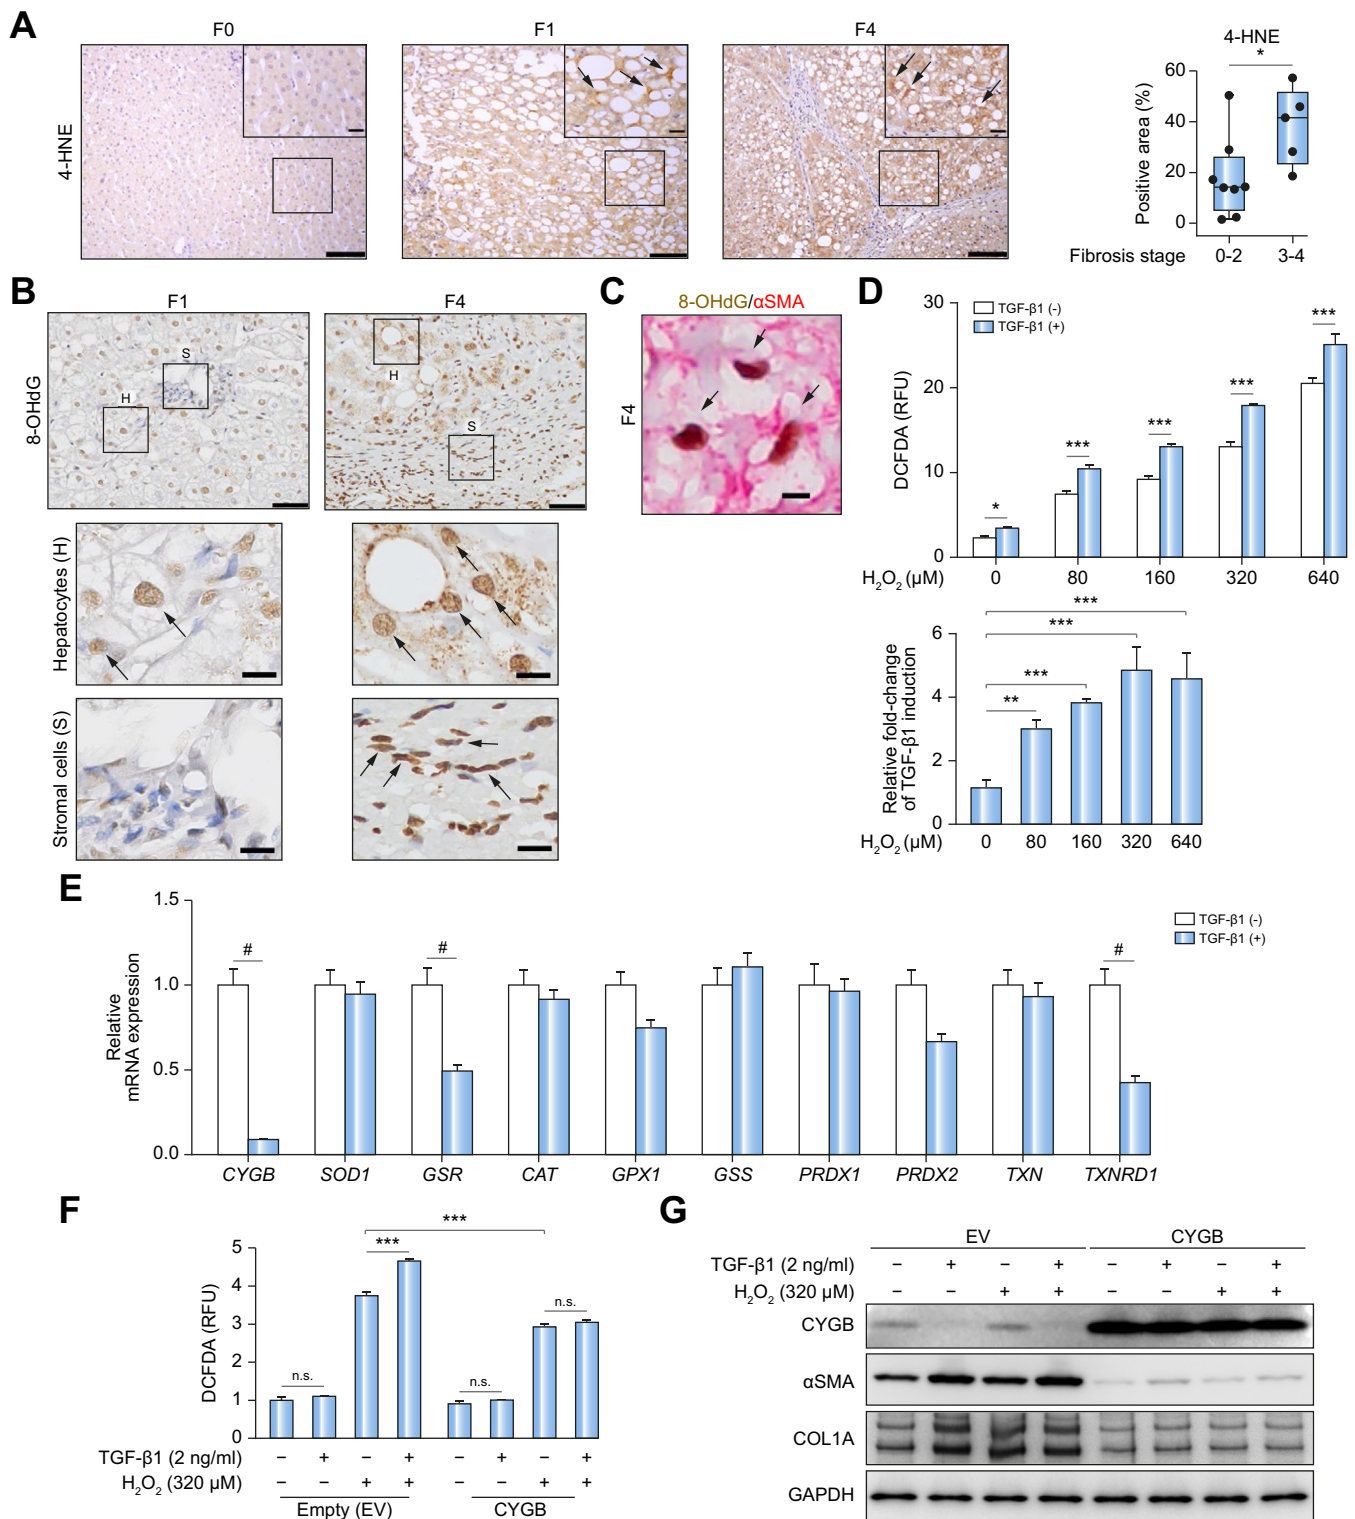 A
F0
F1
F4
4-HNE
4-HNE
*
Positive area (%)
60
40
20
0
Fibrosis stage
0-2
3-4
B
F1
F4
8-OHdG
S
H
H
S
Hepatocytes (H)
Stromal cells (S)
C
8-OHdG/αSMA
F4
D
TGF-β1 (-)
TGF-β1 (+)
DCFDA (RFU)
30
20
10
0
*
***
***
***
***
H₂O₂ (µM)
0
80
160
320
640
Relative fold-change
of TGF-β1 induction
6
4
2
0
***
***
***
**
H₂O₂ (µM)
0
80
160
320
640
E
Relative
mRNA expression
1.5
1.0
0.5
0.0
#
#
#
TGF-β1 (-)
TGF-β1 (+)
CYGB
SOD1
GSR
CAT
GPX1
GSS
PRDX1
PRDX2
TXN
TXNRD1
F
DCFDA (RFU)
5
4
3
2
1
0
***
***
n.s.
n.s.
n.s.
TGF-β1 (2 ng/ml) − + − + − + − +
H₂O₂ (320 µM) − − + + − − + +
Empty (EV)
CYGB
G
EV
CYGB
TGF-β1 (2 ng/ml) − + − + − + − +
H₂O₂ (320 µM) − − + + − − + +
CYGB
αSMA
COL1A
GAPDH